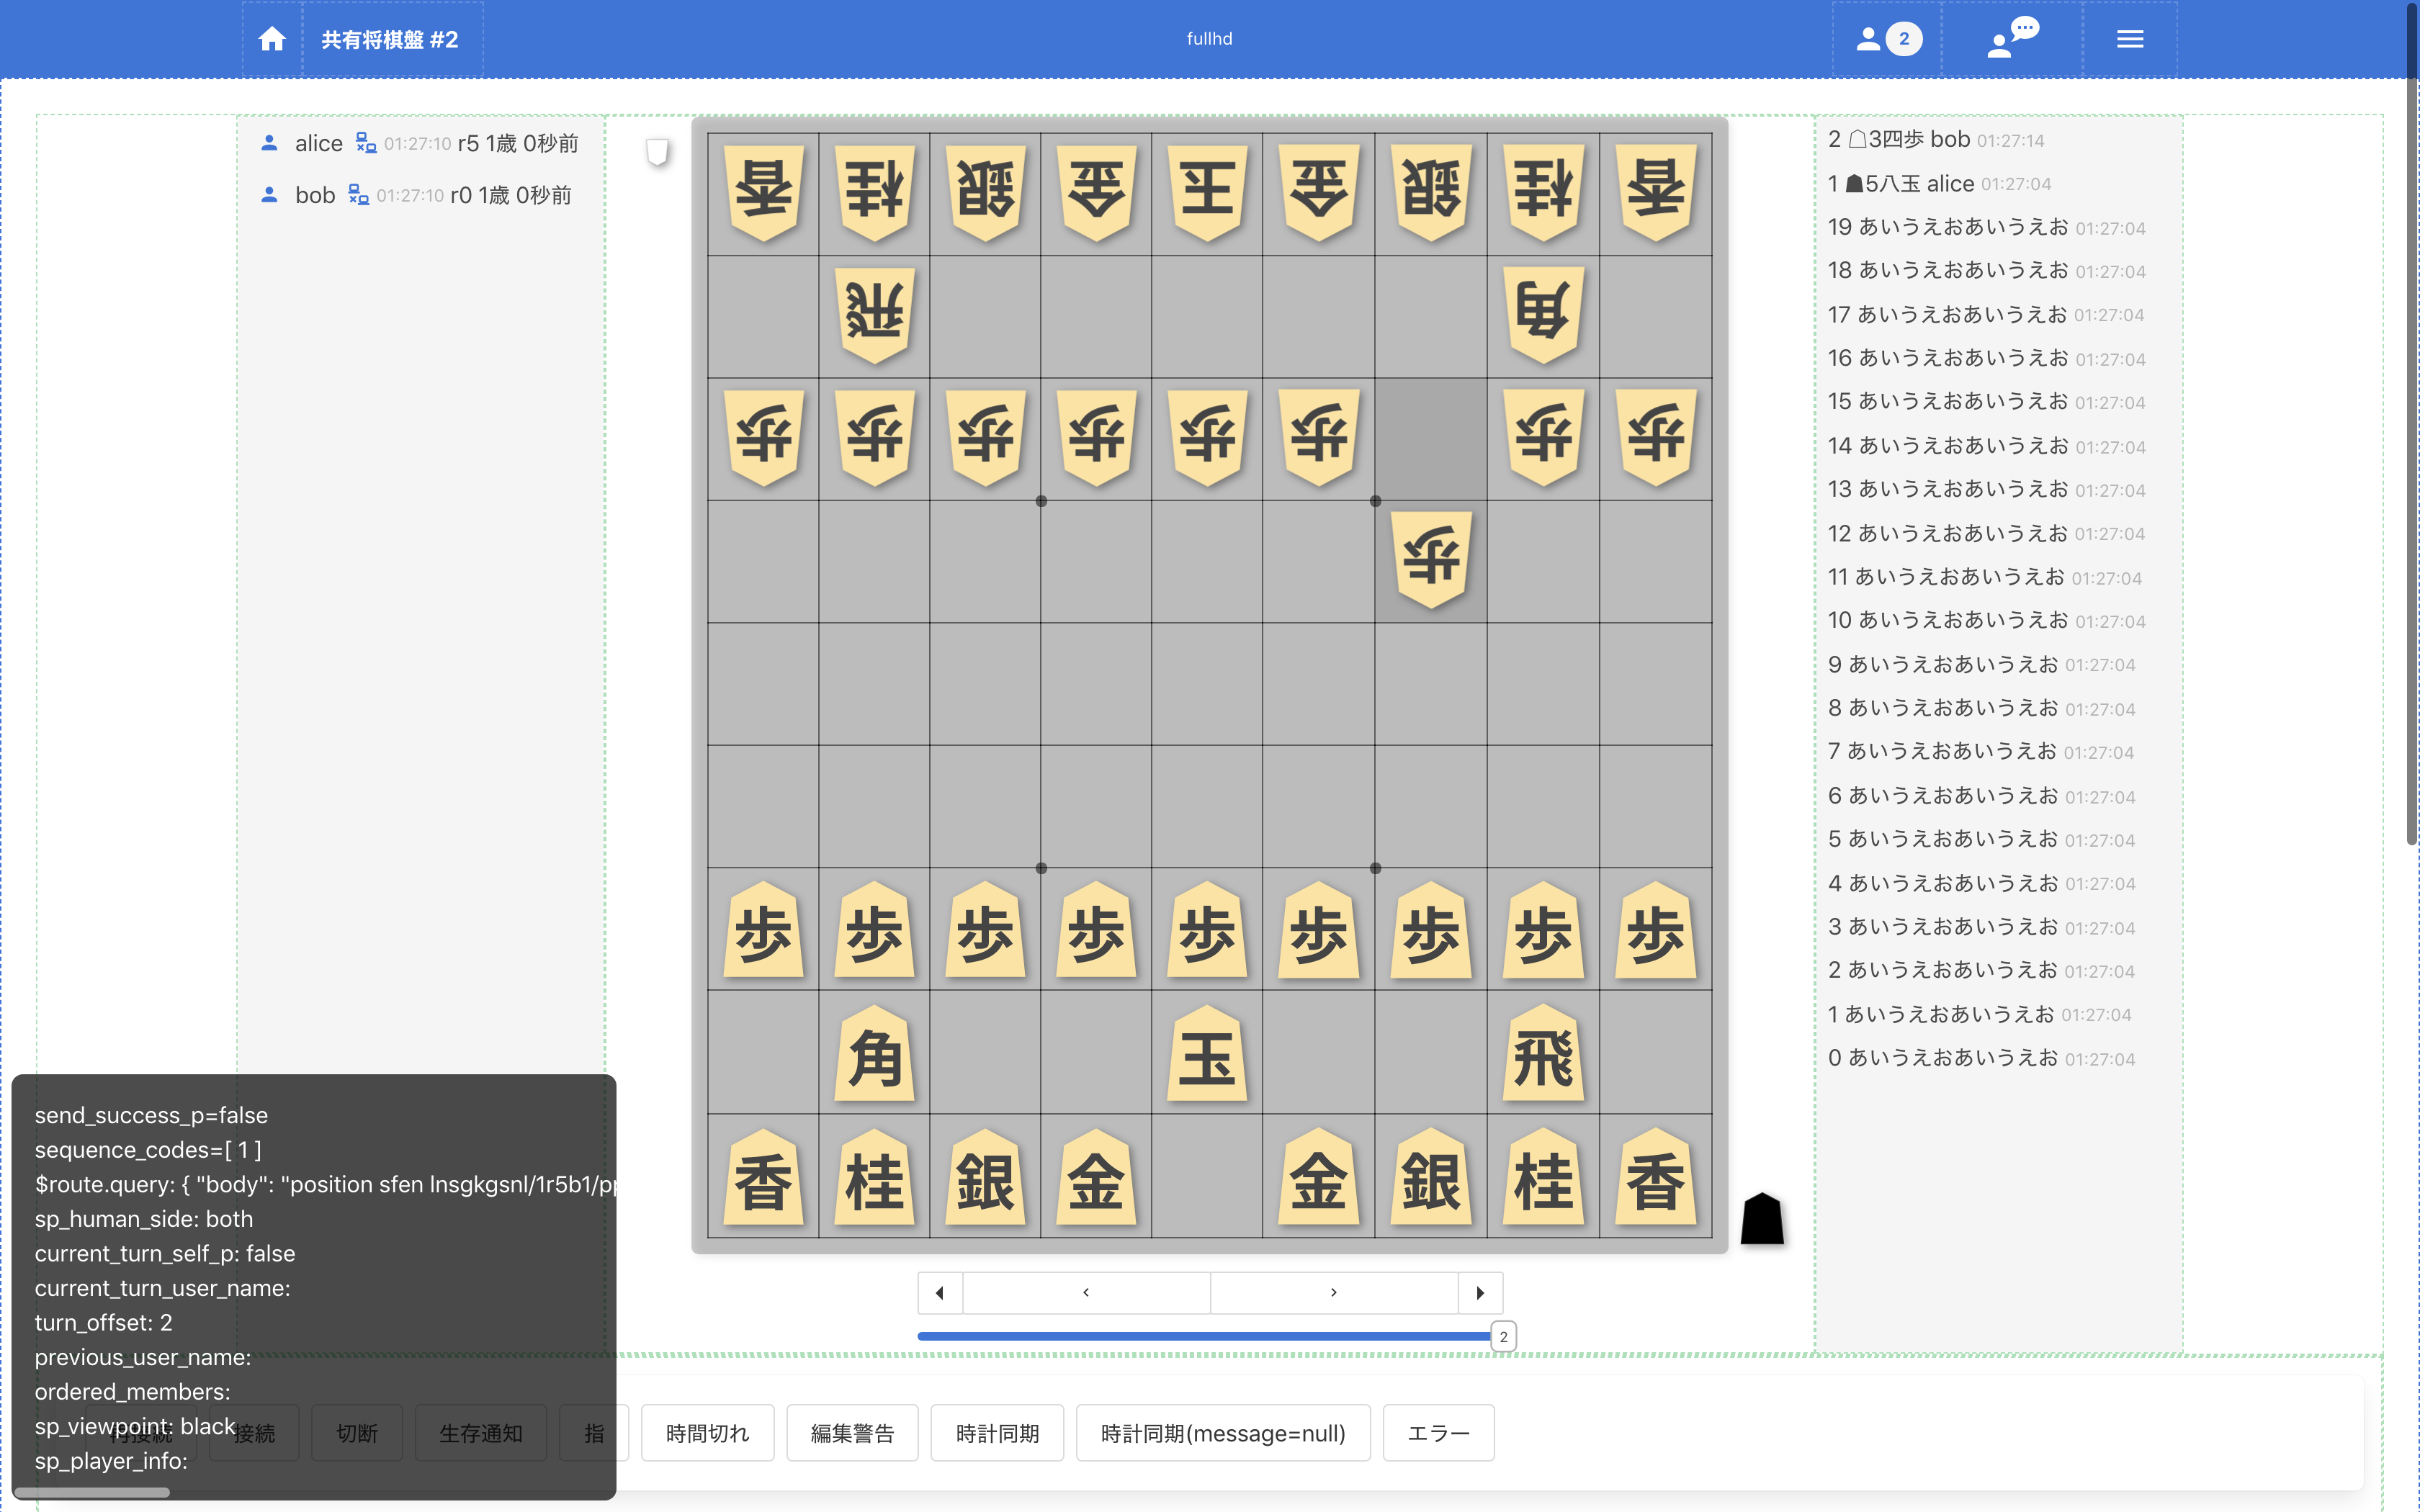 共有将棋盤 #2
fullhd
2
alice 01:27:10 r5 1歳 0秒前
bob 01:27:10 r0 1歳 0秒前
香 桂 銀 金 玉 金 銀 桂 香
飛 角
歩 歩 歩 歩 歩 歩 歩 歩
歩
歩 歩 歩 歩 歩 歩 歩 歩 歩
角 玉 飛
香 桂 銀 金 金 銀 桂 香
2
2 ☖3四歩 bob 01:27:14
1 ☗5八玉 alice 01:27:04
19 あいうえおあいうえお 01:27:04
18 あいうえおあいうえお 01:27:04
17 あいうえおあいうえお 01:27:04
16 あいうえおあいうえお 01:27:04
15 あいうえおあいうえお 01:27:04
14 あいうえおあいうえお 01:27:04
13 あいうえおあいうえお 01:27:04
12 あいうえおあいうえお 01:27:04
11 あいうえおあいうえお 01:27:04
10 あいうえおあいうえお 01:27:04
9 あいうえおあいうえお 01:27:04
8 あいうえおあいうえお 01:27:04
7 あいうえおあいうえお 01:27:04
6 あいうえおあいうえお 01:27:04
5 あいうえおあいうえお 01:27:04
4 あいうえおあいうえお 01:27:04
3 あいうえおあいうえお 01:27:04
2 あいうえおあいうえお 01:27:04
1 あいうえおあいうえお 01:27:04
0 あいうえおあいうえお 01:27:04
send_success_p=false
sequence_codes=[ 1 ]
$route.query: { "body": "position sfen lnsgkgsnl/1r5b1/pp
sp_human_side: both
current_turn_self_p: false
current_turn_user_name:
turn_offset: 2
previous_user_name:
ordered_members:
sp_viewpoint: black
sp_player_info:
再接続 接続 切断 生存通知 指 時間切れ 編集警告 時計同期 時計同期(message=null) エラー